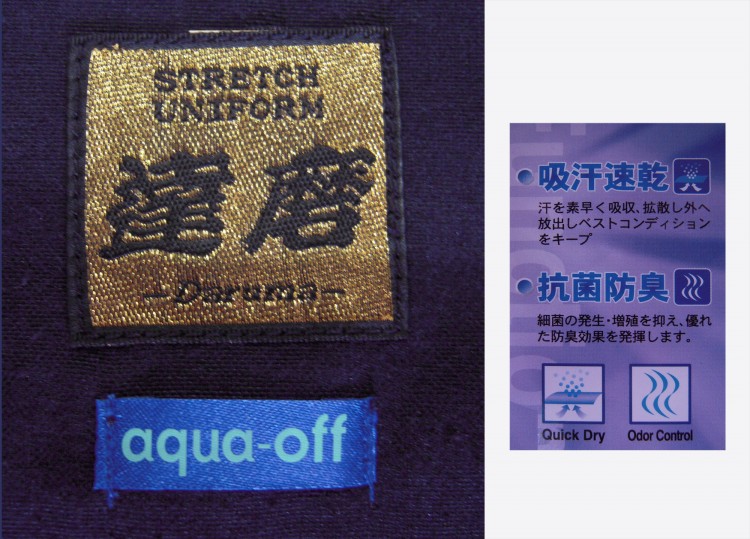 STRETCH
UNIFORM
達磨
-Daruma-
aqua-off
吸汗速乾
汗を素早く吸収、拡散し外へ
放出しベストコンディション
をキープ
抗菌防臭
細菌の発生・増殖を抑え、優れ
た防臭効果を発揮します。
Quick Dry
Odor Control